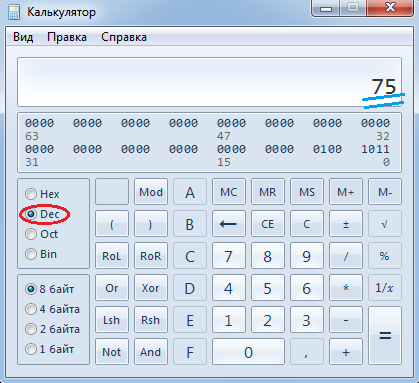 Калькулятор
Вид Правка Справка
75
0000 0000 0000 0000 0000 0000 0000 0000
63 47 32
0000 0000 0000 0000 0000 0000 0100 1011
31 15 0
Hex Mod A MC MR MS M+ M-
Dec ( ) B ← CE C ± √
Oct
Bin RoL RoR C 7 8 9 / %
8 байт Or Xor D 4 5 6 * 1/x
4 байта Lsh Rsh E 1 2 3 - =
2 байта
1 байт Not And F 0 , +